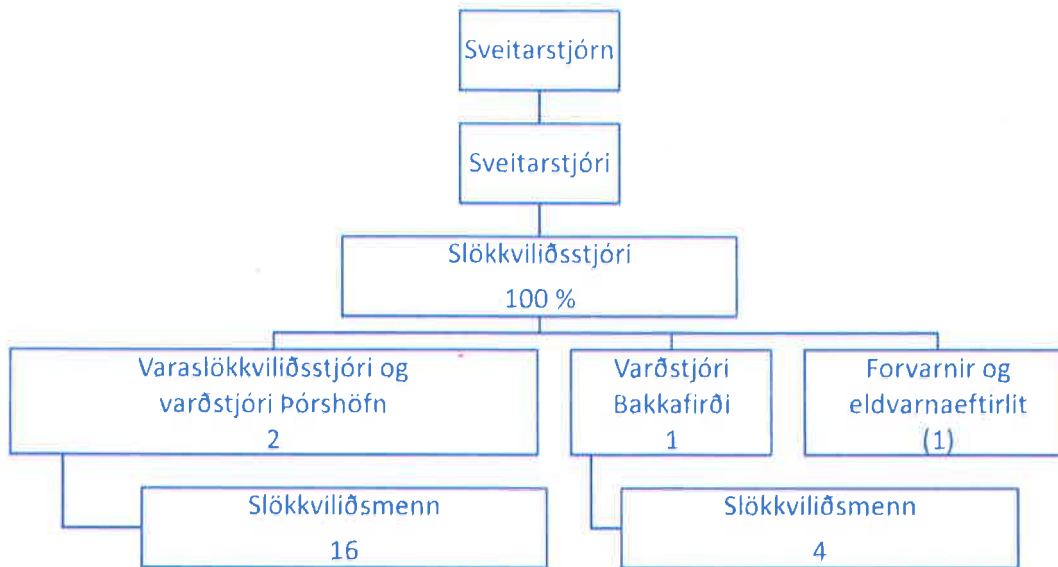 Sveitarstjórn
Sveitarstjóri
Slökkviliðsstjóri
100 %
Varaslökkviliðsstjóri og
varðstjóri Þórshöfn
2
Varðstjóri
Bakkafirði
1
Forvarnir og
eldvarnaeftirlit
(1)
Slökkviliðsmenn
16
Slökkviliðsmenn
4